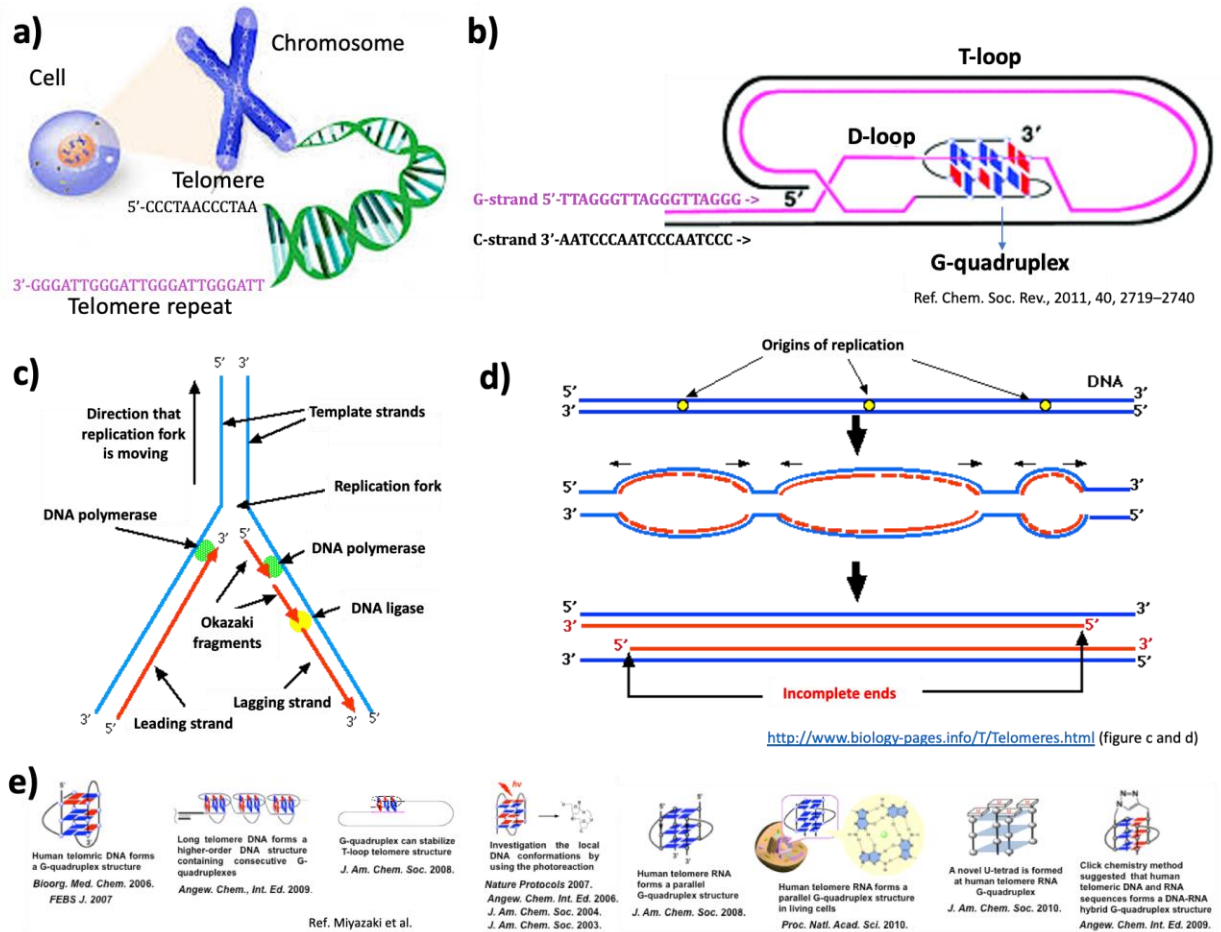 a)
Chromosome
Cell
Telomere
5’-CCCTAACCCTAA
3’-GGGATTGGGATTGGGATTGGGATT
Telomere repeat
b)
T-loop
D-loop
3’
5’
G-strand 5’-TTAGGGTTAGGGTTAGGG ->
C-strand 3’-AATCCCAATCCCAATCCC ->
G-quadruplex
Ref. Chem. Soc. Rev., 2011, 40, 2719–2740
c)
5’ 3’
Direction that
replication fork
is moving
Template strands
Replication fork
DNA polymerase
3’ 5’
DNA polymerase
DNA ligase
Okazaki
fragments
Lagging strand
Leading strand
3’ 5’
3’ 5’
d)
Origins of replication
DNA
5’ 3’
3’ 5’
5’ 3’
3’ 5’
5’ 3’
3’ 5’
5’ 3’
3’ 5’
Incomplete ends
http://www.biology-pages.info/T/Telomeres.html (figure c and d)
e)
5'
3'
Human telomric DNA forms
a G-quadruplex structure
Bioorg. Med. Chem. 2006.
FEBS J. 2007
Long telomere DNA forms a
higher-order DNA structure
containing consecutive G-
quadruplexes
Angew. Chem., Int. Ed. 2009.
G-quadruplex can stabilize
T-loop telomere structure
J. Am. Chem. Soc. 2008.
hν
Investigation the local
DNA conformations by
using the photoreaction
Nature Protocols 2007.
Angew. Chem. Int. Ed. 2006.
J. Am. Chem. Soc. 2004.
J. Am. Chem. Soc. 2003.
5' 5'
3' 3'
Human telomere RNA
forms a parallel
G-quadruplex structure
J. Am. Chem. Soc. 2008.
Human telomere RNA forms a
parallel G-quadruplex structure
in living cells
Proc. Natl. Acad. Sci. 2010.
A novel U-tetrad is formed
at human telomere RNA
G-quadruplex
J. Am. Chem. Soc. 2010.
N=N
N
Click chemistry method
suggested that human
telomeric DNA and RNA
sequences forms a DNA-RNA
hybrid G-quadruplex structure
Angew. Chem. Int. Ed. 2009.
Ref. Miyazaki et al.